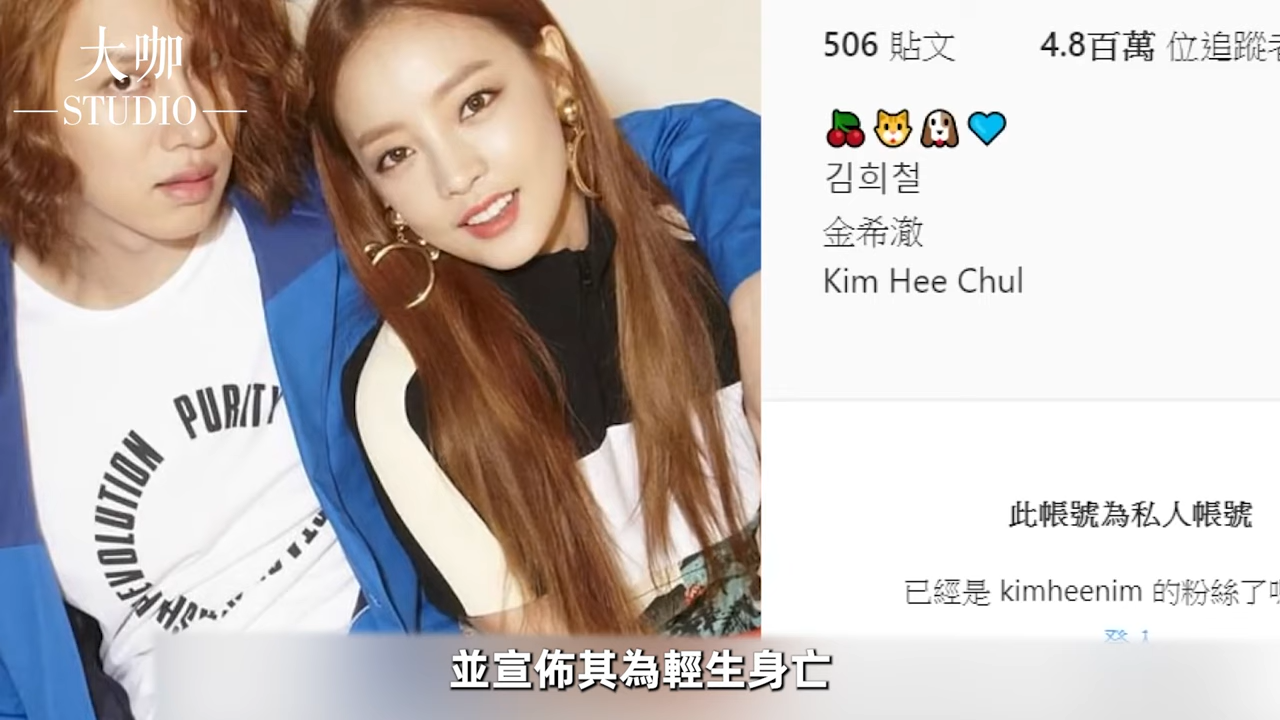 大咖
STUDIO
506 貼文 4.8百萬 位追蹤者
김희철
金希澈
Kim Hee Chul
PURITY
REVOLUTION
此帳號為私人帳號
已經是 kimheenim 的粉絲了
並宣佈其為輕生身亡